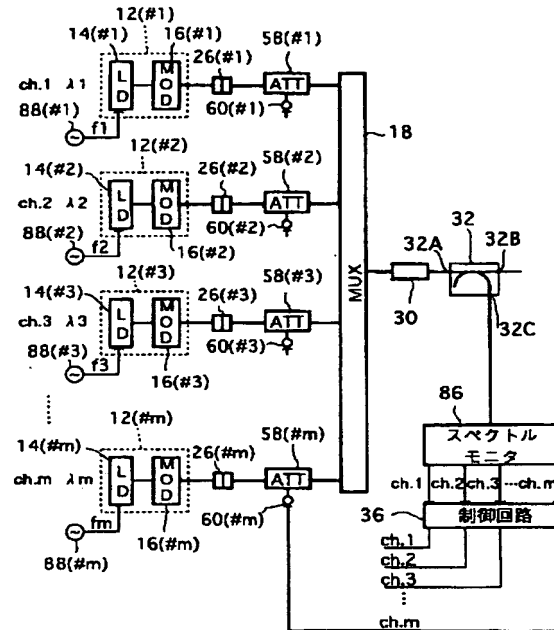 12(#1)
14(#1) 16(#1)
26(#1) 58(#1)
ch.1 λ1 LD MOD ATT
88(#1) f1 60(#1)
18
12(#2)
14(#2) 26(#2) 58(#2)
ch.2 λ2 LD MOD ATT
88(#2) f2 16(#2) 60(#2)
32
32A 32B
MUX
30 32C
12(#3)
14(#3) 26(#3) 58(#3)
ch.3 λ3 LD MOD ATT
88(#3) f3 16(#3) 60(#3)
86
12(#m)
14(#m) 26(#m) 58(#m)
スペクトル
モニタ
ch.m λm LD MOD ATT
ch.1 ch.2 ch.3 …ch.m
88(#m) fm 16(#m) 60(#m)
36 制御回路
ch.1
ch.2
ch.3
ch.m